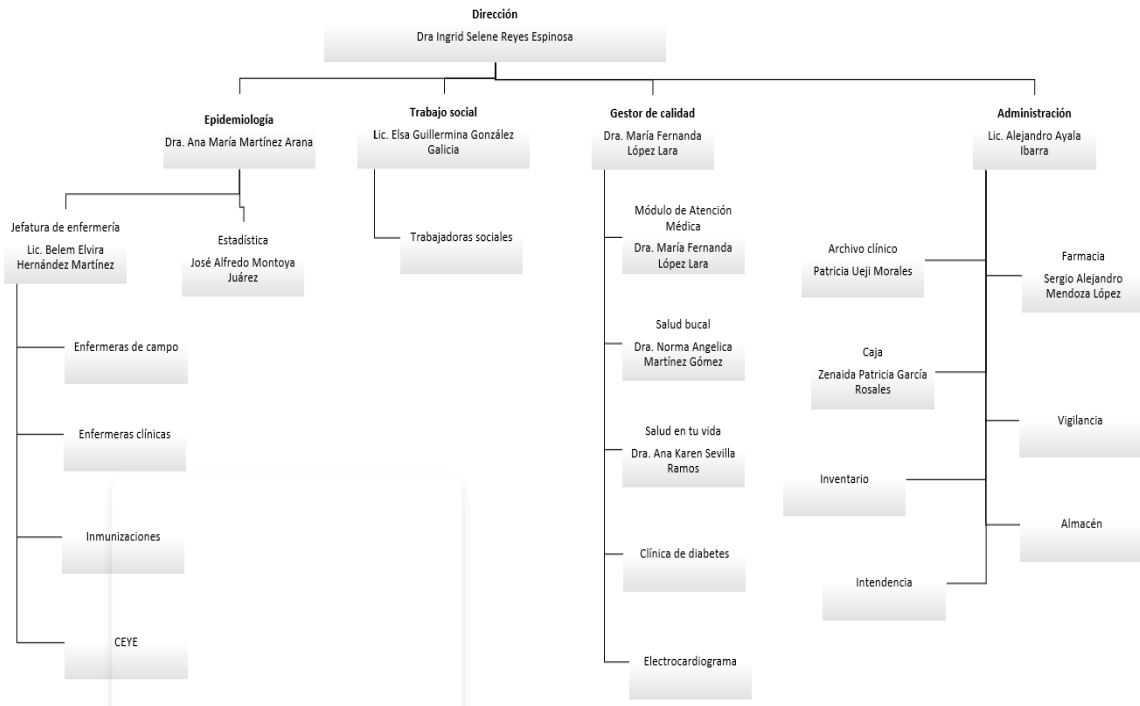 Dirección
Dra Ingrid Selene Reyes Espinosa
Epidemiología
Dra. Ana María Martínez Arana
Trabajo social
Lic. Elsa Guillermina González
Galicia
Gestor de calidad
Dra. María Fernanda
López Lara
Administración
Lic. Alejandro Ayala
Ibarra
Jefatura de enfermería
Lic. Belem Elvira
Hernández Martínez
Estadística
José Alfredo Montoya
Juárez
Enfermeras de campo
Enfermeras clínicas
Inmunizaciones
CEYE
Trabajadoras sociales
Módulo de Atención
Médica
Dra. María Fernanda
López Lara
Salud bucal
Dra. Norma Angelica
Martínez Gómez
Salud en tu vida
Dra. Ana Karen Sevilla
Ramos
Clínica de diabetes
Electrocardiograma
Archivo clínico
Patricia Ueji Morales
Caja
Zenaida Patricia García
Rosales
Inventario
Intendencia
Farmacia
Sergio Alejandro
Mendoza López
Vigilancia
Almacén